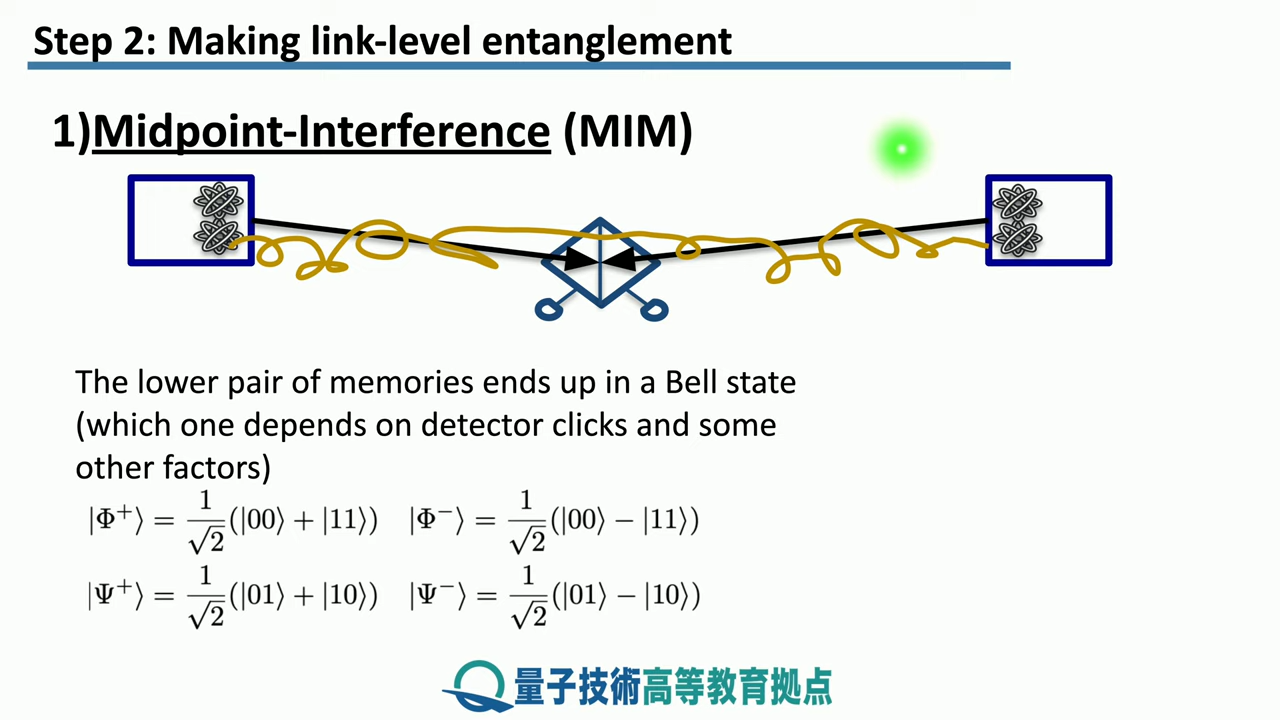 Step 2: Making link-level entanglement
1)Midpoint-Interference (MIM)
The lower pair of memories ends up in a Bell state
(which one depends on detector clicks and some
other factors)
|Φ⁺⟩ = 1/√2(|00⟩ + |11⟩) |Φ⁻⟩ = 1/√2(|00⟩ − |11⟩)
|Ψ⁺⟩ = 1/√2(|01⟩ + |10⟩) |Ψ⁻⟩ = 1/√2(|01⟩ − |10⟩)
量子技術高等教育拠点